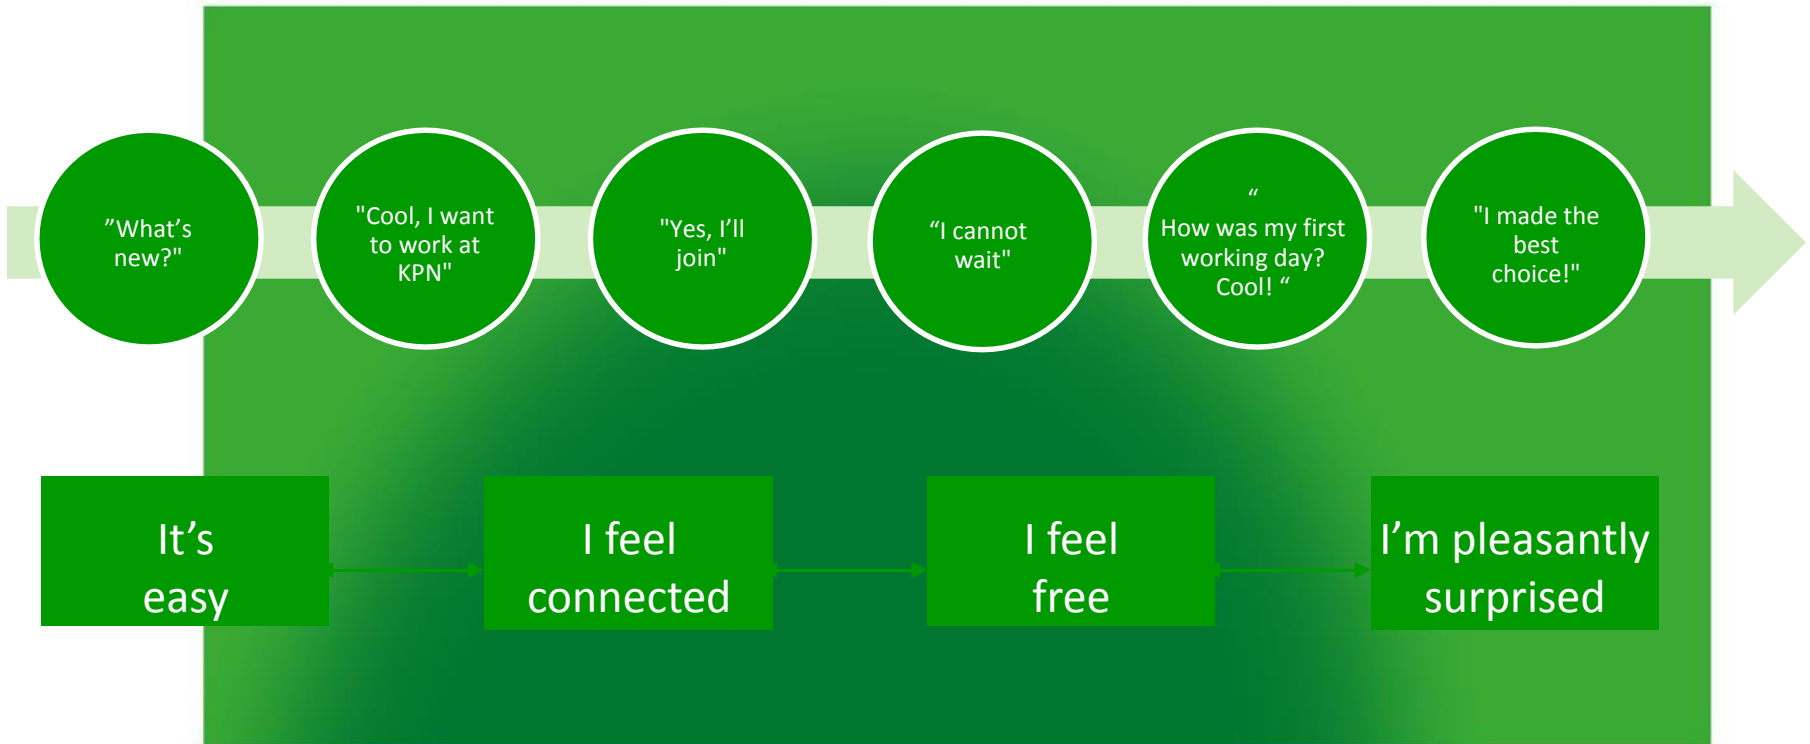 ”What’s
new?"
"Cool, I want
to work at
KPN"
"Yes, I’ll
join"
“I cannot
wait"
“
How was my first
working day?
Cool! “
"I made the
best
choice!"
It’s
easy
I feel
connected
I feel
free
I’m pleasantly
surprised